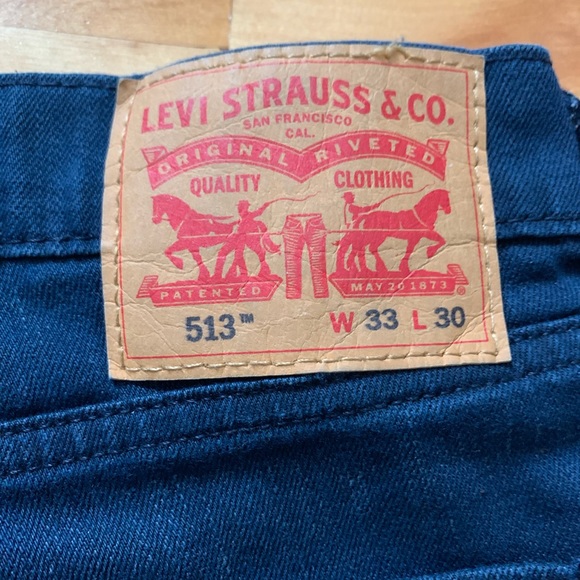 LEVI STRAUSS & CO.
SAN FRANCISCO
CAL.
ORIGINAL RIVETED
QUALITY CLOTHING
PATENTED MAY 20 1873 ®
513™ W 33 L 30